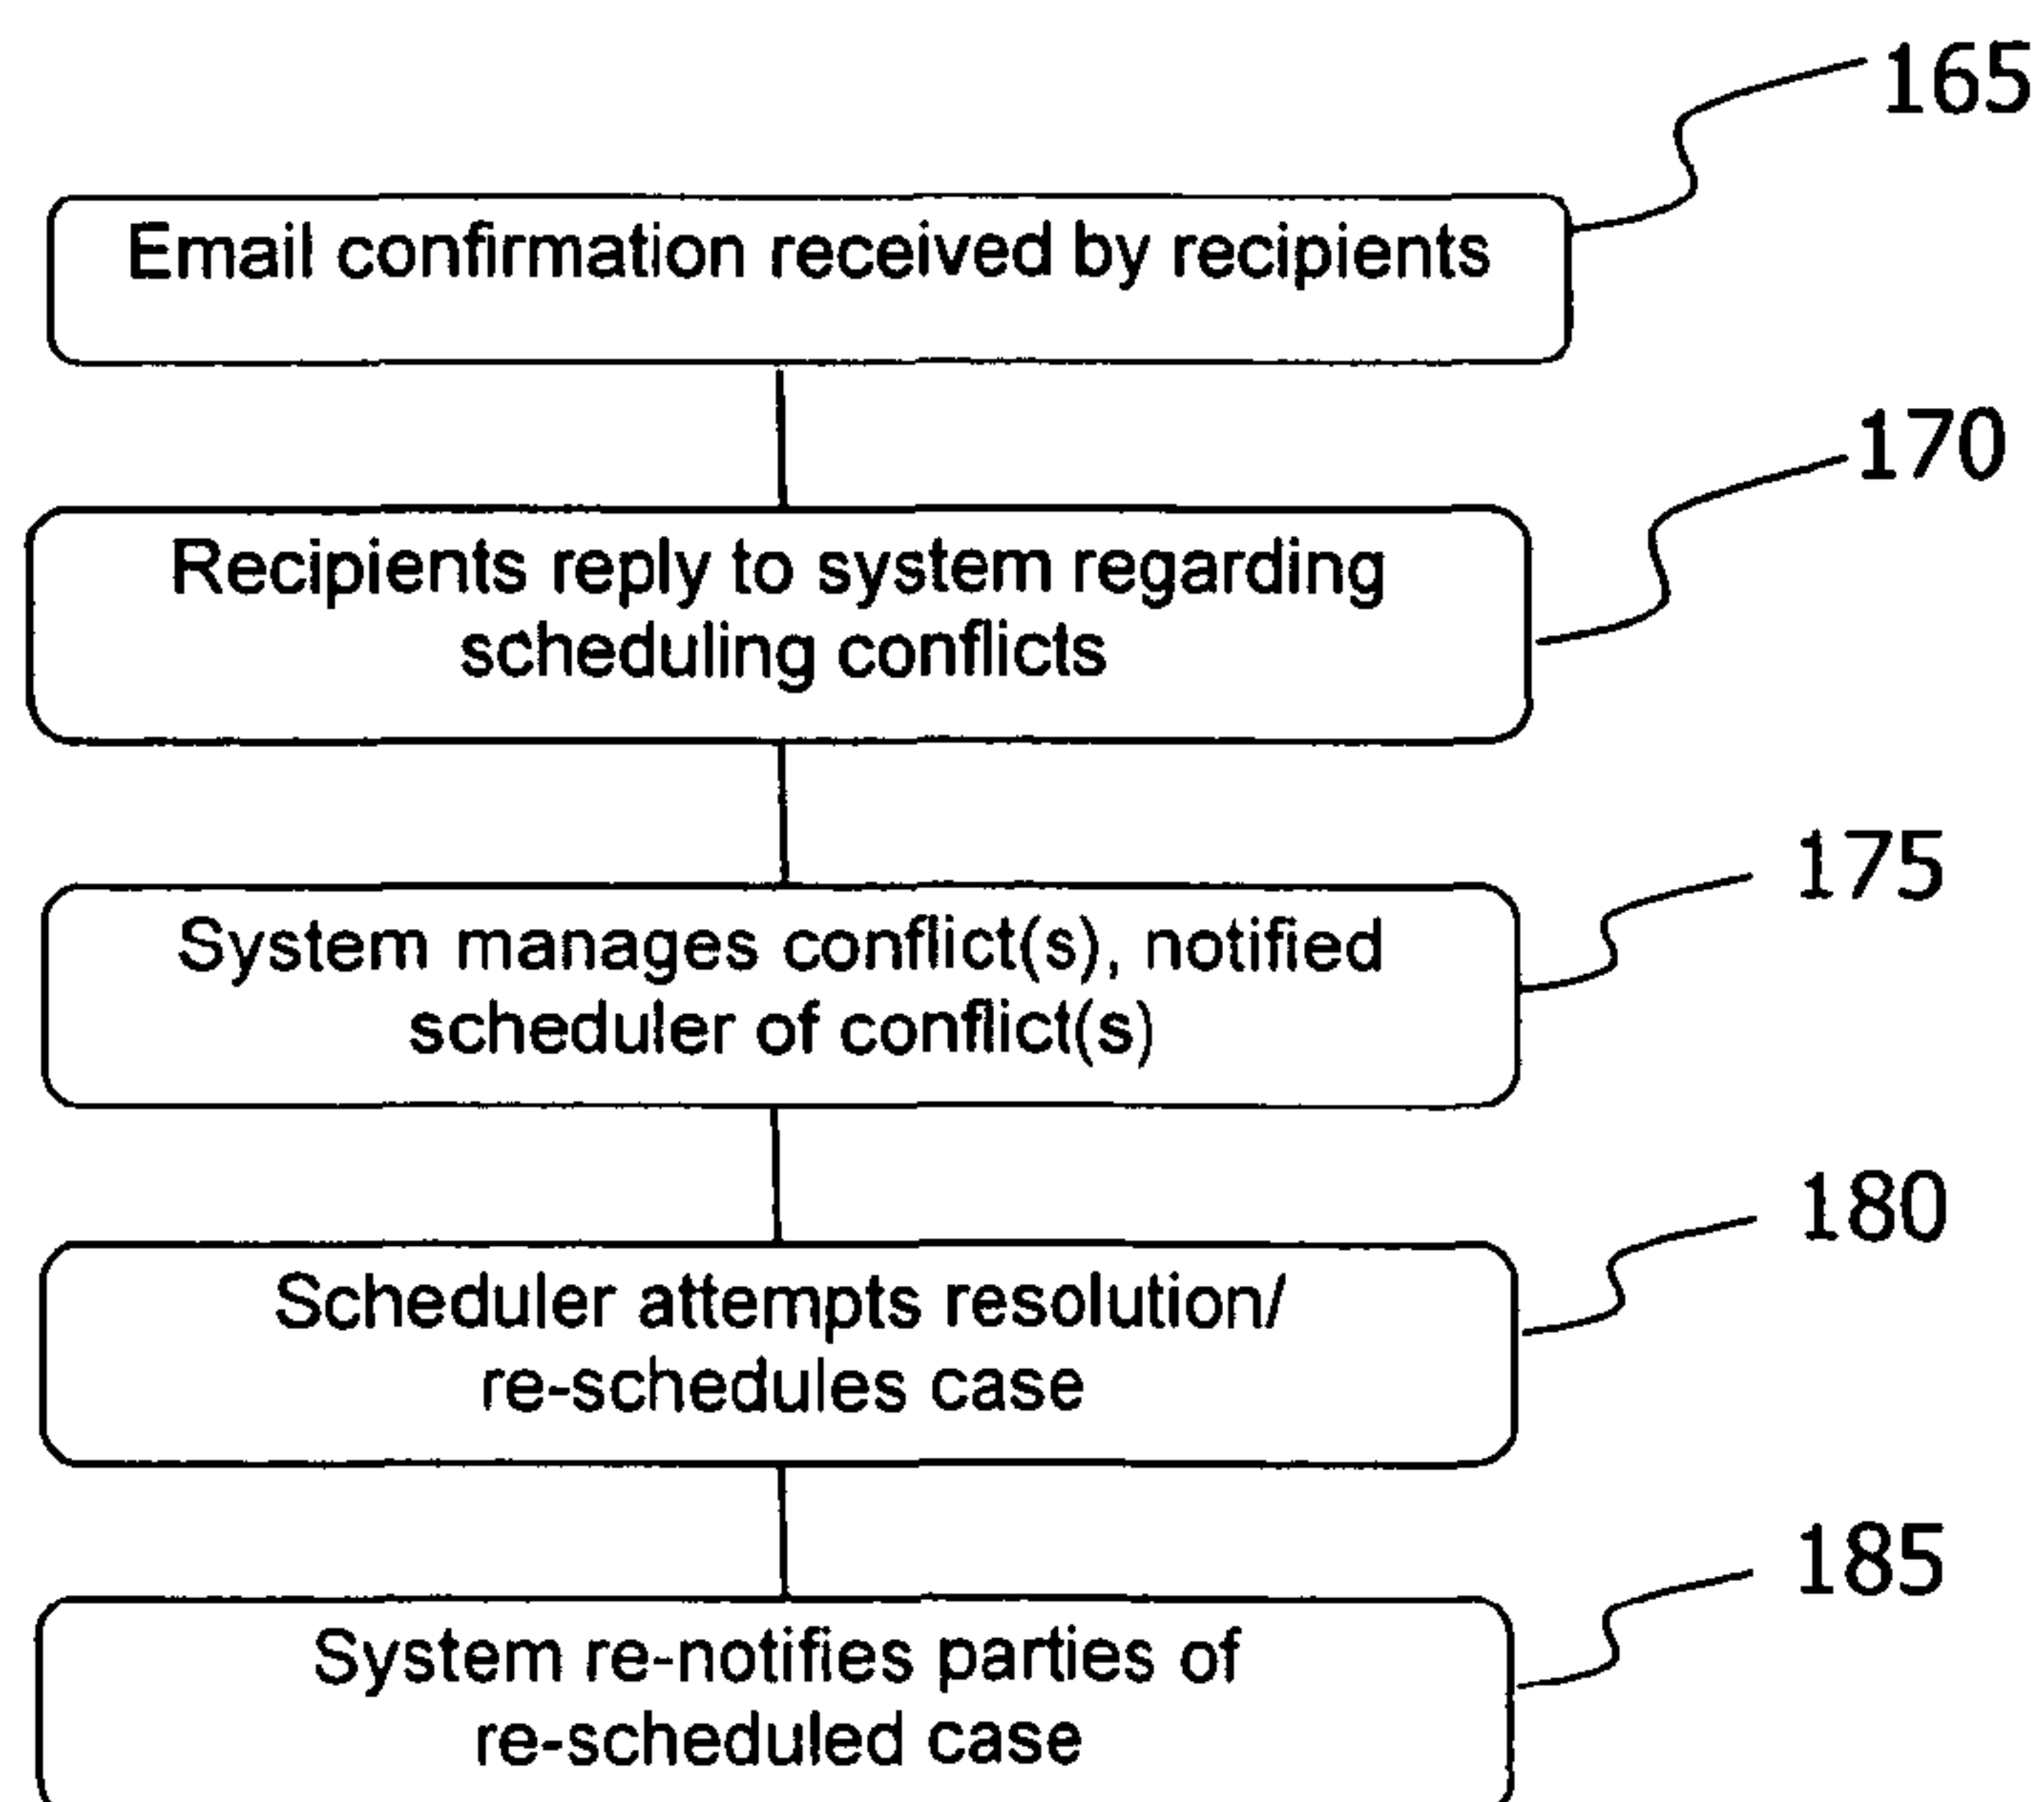 165
Email confirmation received by recipients
170
Recipients reply to system regarding
scheduling conflicts
175
System manages conflict(s), notified
scheduler of conflict(s)
180
Scheduler attempts resolution/
re-schedules case
185
System re-notifies parties of
re-scheduled case